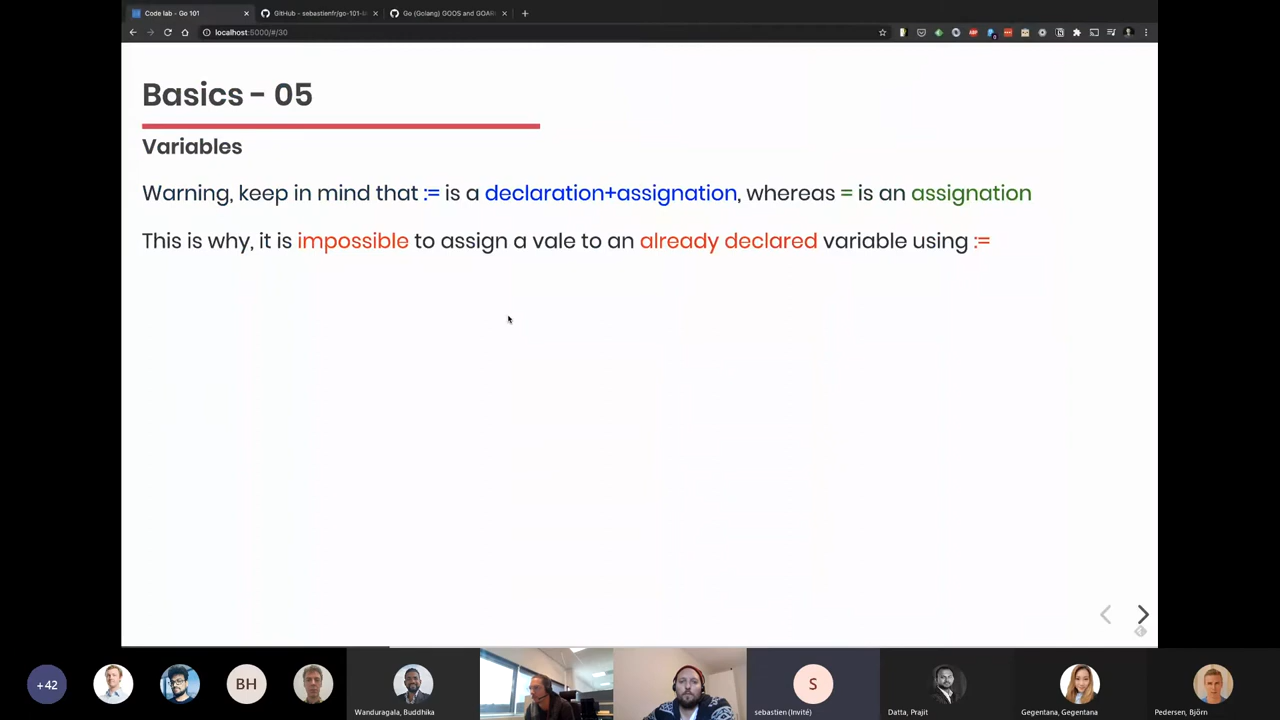 Code lab - Go 101
GitHub - sebastienfr/go-101-
Go (Golang) GOOS and GOAR
localhost:5000/#/30
Basics - 05
Variables
Warning, keep in mind that := is a declaration+assignation, whereas = is an assignation
This is why, it is impossible to assign a vale to an already declared variable using :=
+42
BH
S
Wanduragala, Buddhika
sebastien (Invité)
Datta, Prajit
Gegentana, Gegentana
Pedersen, Björn